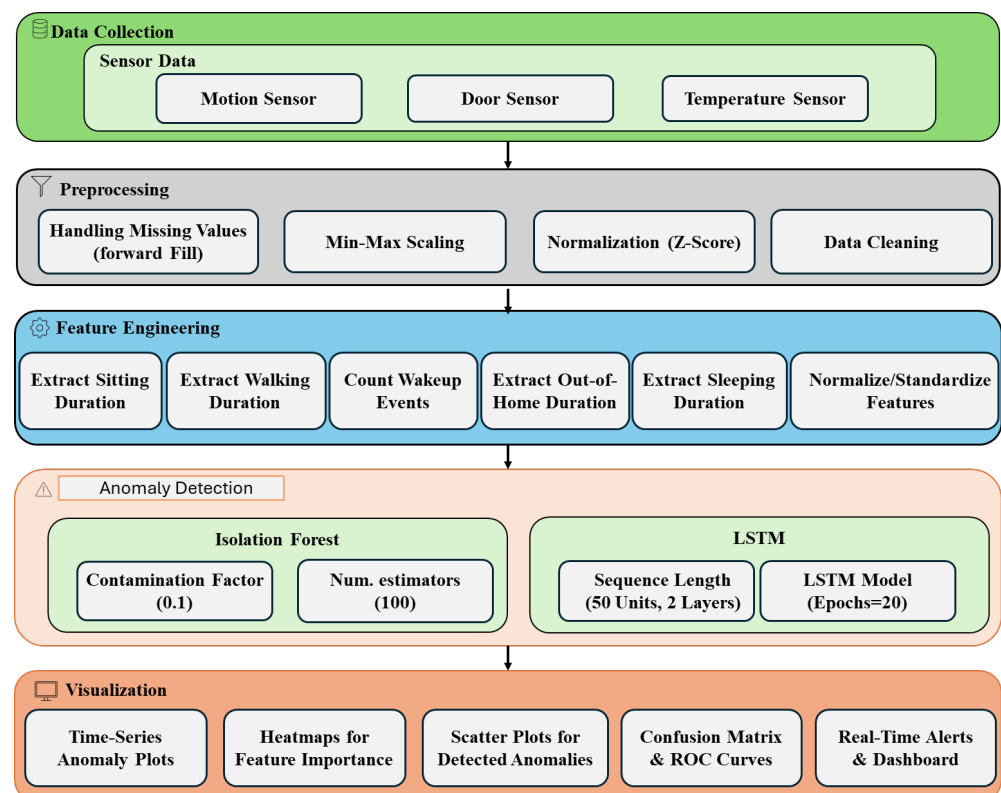 Data Collection
Sensor Data
Motion Sensor
Door Sensor
Temperature Sensor
Preprocessing
Handling Missing Values
(forward Fill)
Min-Max Scaling
Normalization (Z-Score)
Data Cleaning
Feature Engineering
Extract Sitting
Duration
Extract Walking
Duration
Count Wakeup
Events
Extract Out-of-
Home Duration
Extract Sleeping
Duration
Normalize/Standardize
Features
Anomaly Detection
Isolation Forest
Contamination Factor
(0.1)
Num. estimators
(100)
LSTM
Sequence Length
(50 Units, 2 Layers)
LSTM Model
(Epochs=20)
Visualization
Time-Series
Anomaly Plots
Heatmaps for
Feature Importance
Scatter Plots for
Detected Anomalies
Confusion Matrix
& ROC Curves
Real-Time Alerts
& Dashboard